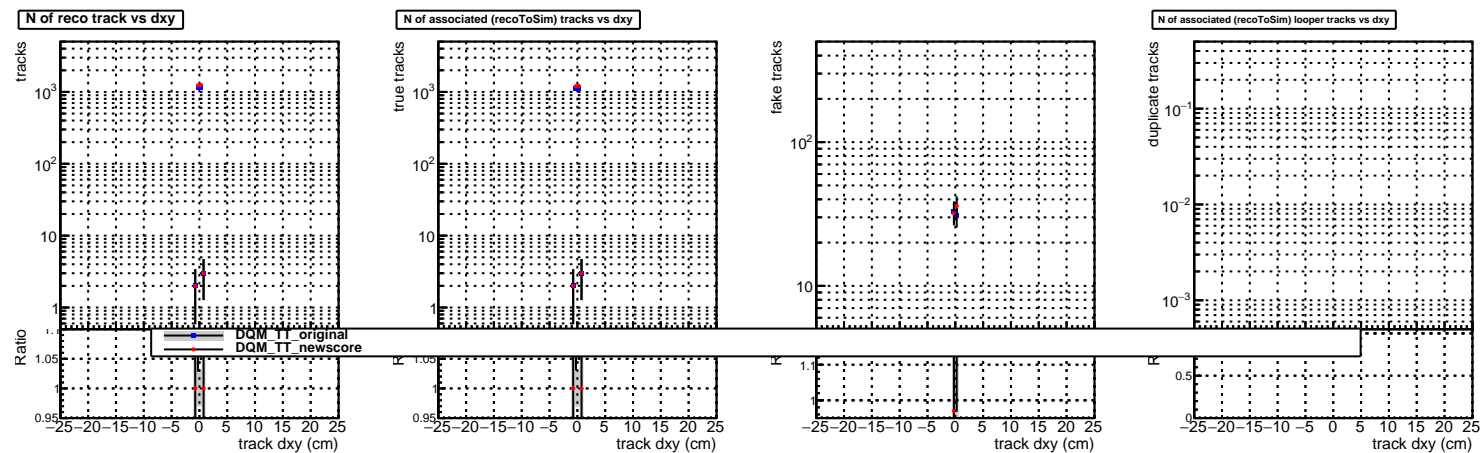 N of reco track vs dxy
N of associated (recoToSim) tracks vs dxy
N of associated (recoToSim) looper tracks vs dxy
tracks
10³
10²
10
1
Ratio
1.05
1
0.95
−25 −20 −15 −10 −5 0 5 10 15 20 25
track dxy (cm)
true tracks
10³
10²
10
1
1.05
1
0.95
−25 −20 −15 −10 −5 0 5 10 15 20 25
track dxy (cm)
fake tracks
10²
10
1.1
1
−25 −20 −15 −10 −5 0 5 10 15 20 25
track dxy (cm)
duplicate tracks
10⁻¹
10⁻²
10⁻³
0.5
0
−25 −20 −15 −10 −5 0 5 10 15 20 25
track dxy (cm)
DQM_TT_original
DQM_TT_newscore